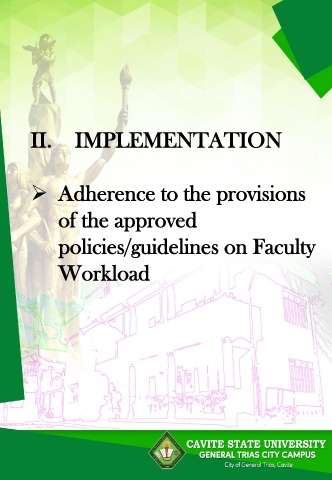 II. IMPLEMENTATION
➢ Adherence to the provisions
of the approved
policies/guidelines on Faculty
Workload
CAVITE STATE UNIVERSITY
GENERAL TRIAS CITY CAMPUS
City of General Trias, Cavite